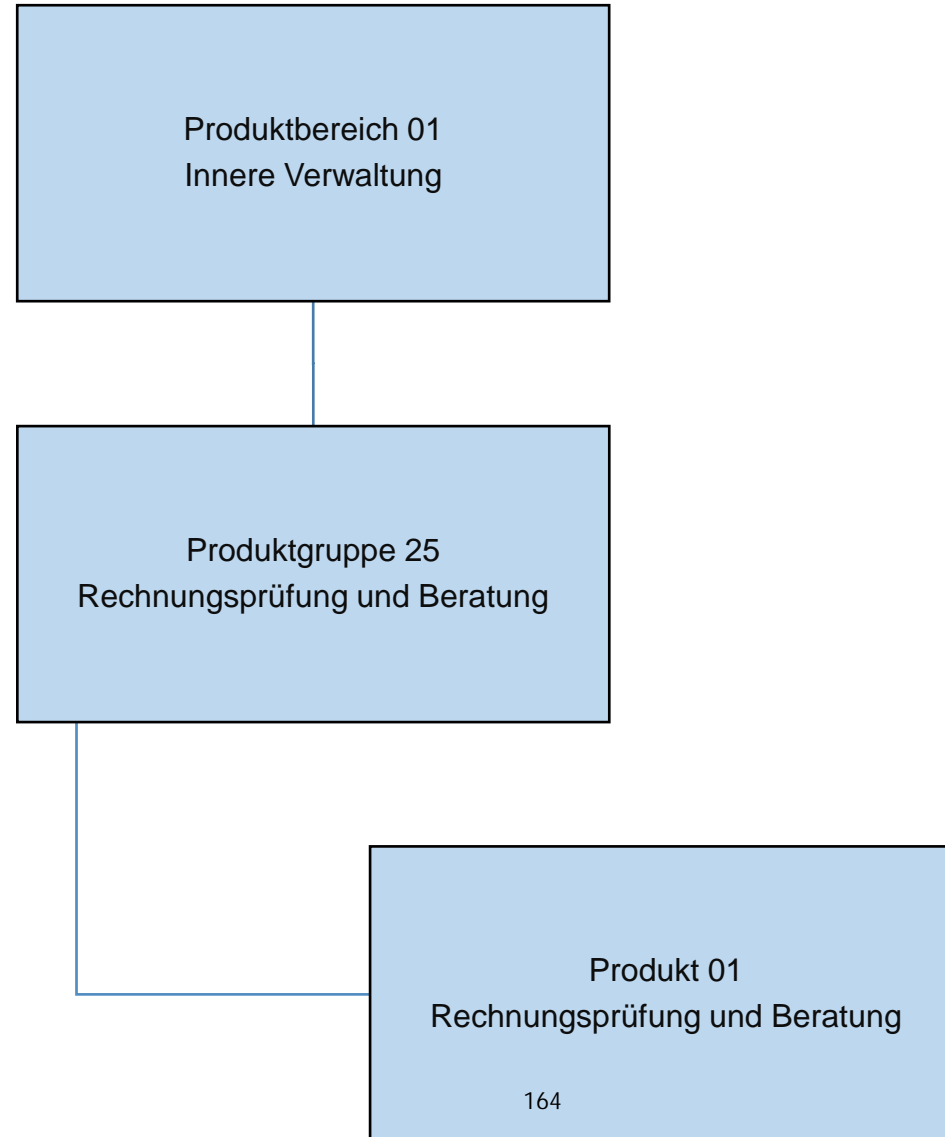 Produktbereich 01
Innere Verwaltung
Produktgruppe 25
Rechnungsprüfung und Beratung
Produkt 01
Rechnungsprüfung und Beratung
164